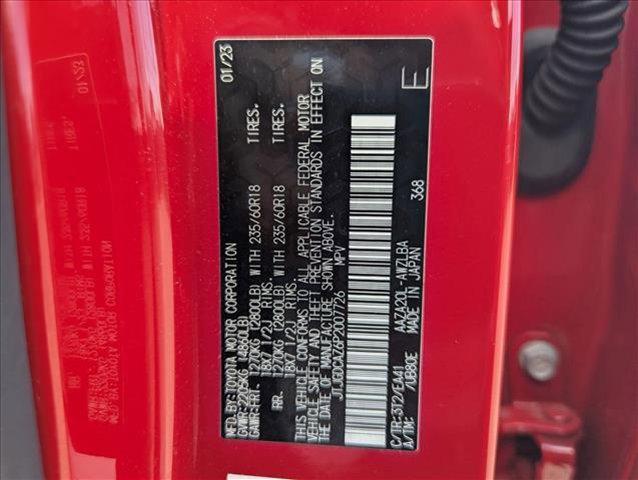 MFD. BY: TOYOTA MOTOR CORPORATION 01/23
GVWR:2205KG (4860LB)
GAWR:FRT. 1270KG (2800LB) WITH 235/60R18 TIRES,
18X7 1/2J RIMS,
RR. 1270KG (2800LB) WITH 235/60R18 TIRES,
18X7 1/2J RIMS,
THIS VEHICLE CONFORMS TO ALL APPLICABLE FEDERAL MOTOR
VEHICLE SAFETY AND THEFT PREVENTION STANDARDS IN EFFECT ON
THE DATE OF MANUFACTURE SHOWN ABOVE.
MPV
E
C/TR:3T2/EA41 AAZA20L-AWZLBA
A/TM: /UB80E MADE IN JAPAN
368